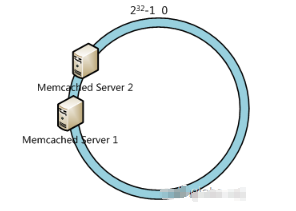 2³²-1 0
Memcached Server 2
Memcached Server 1